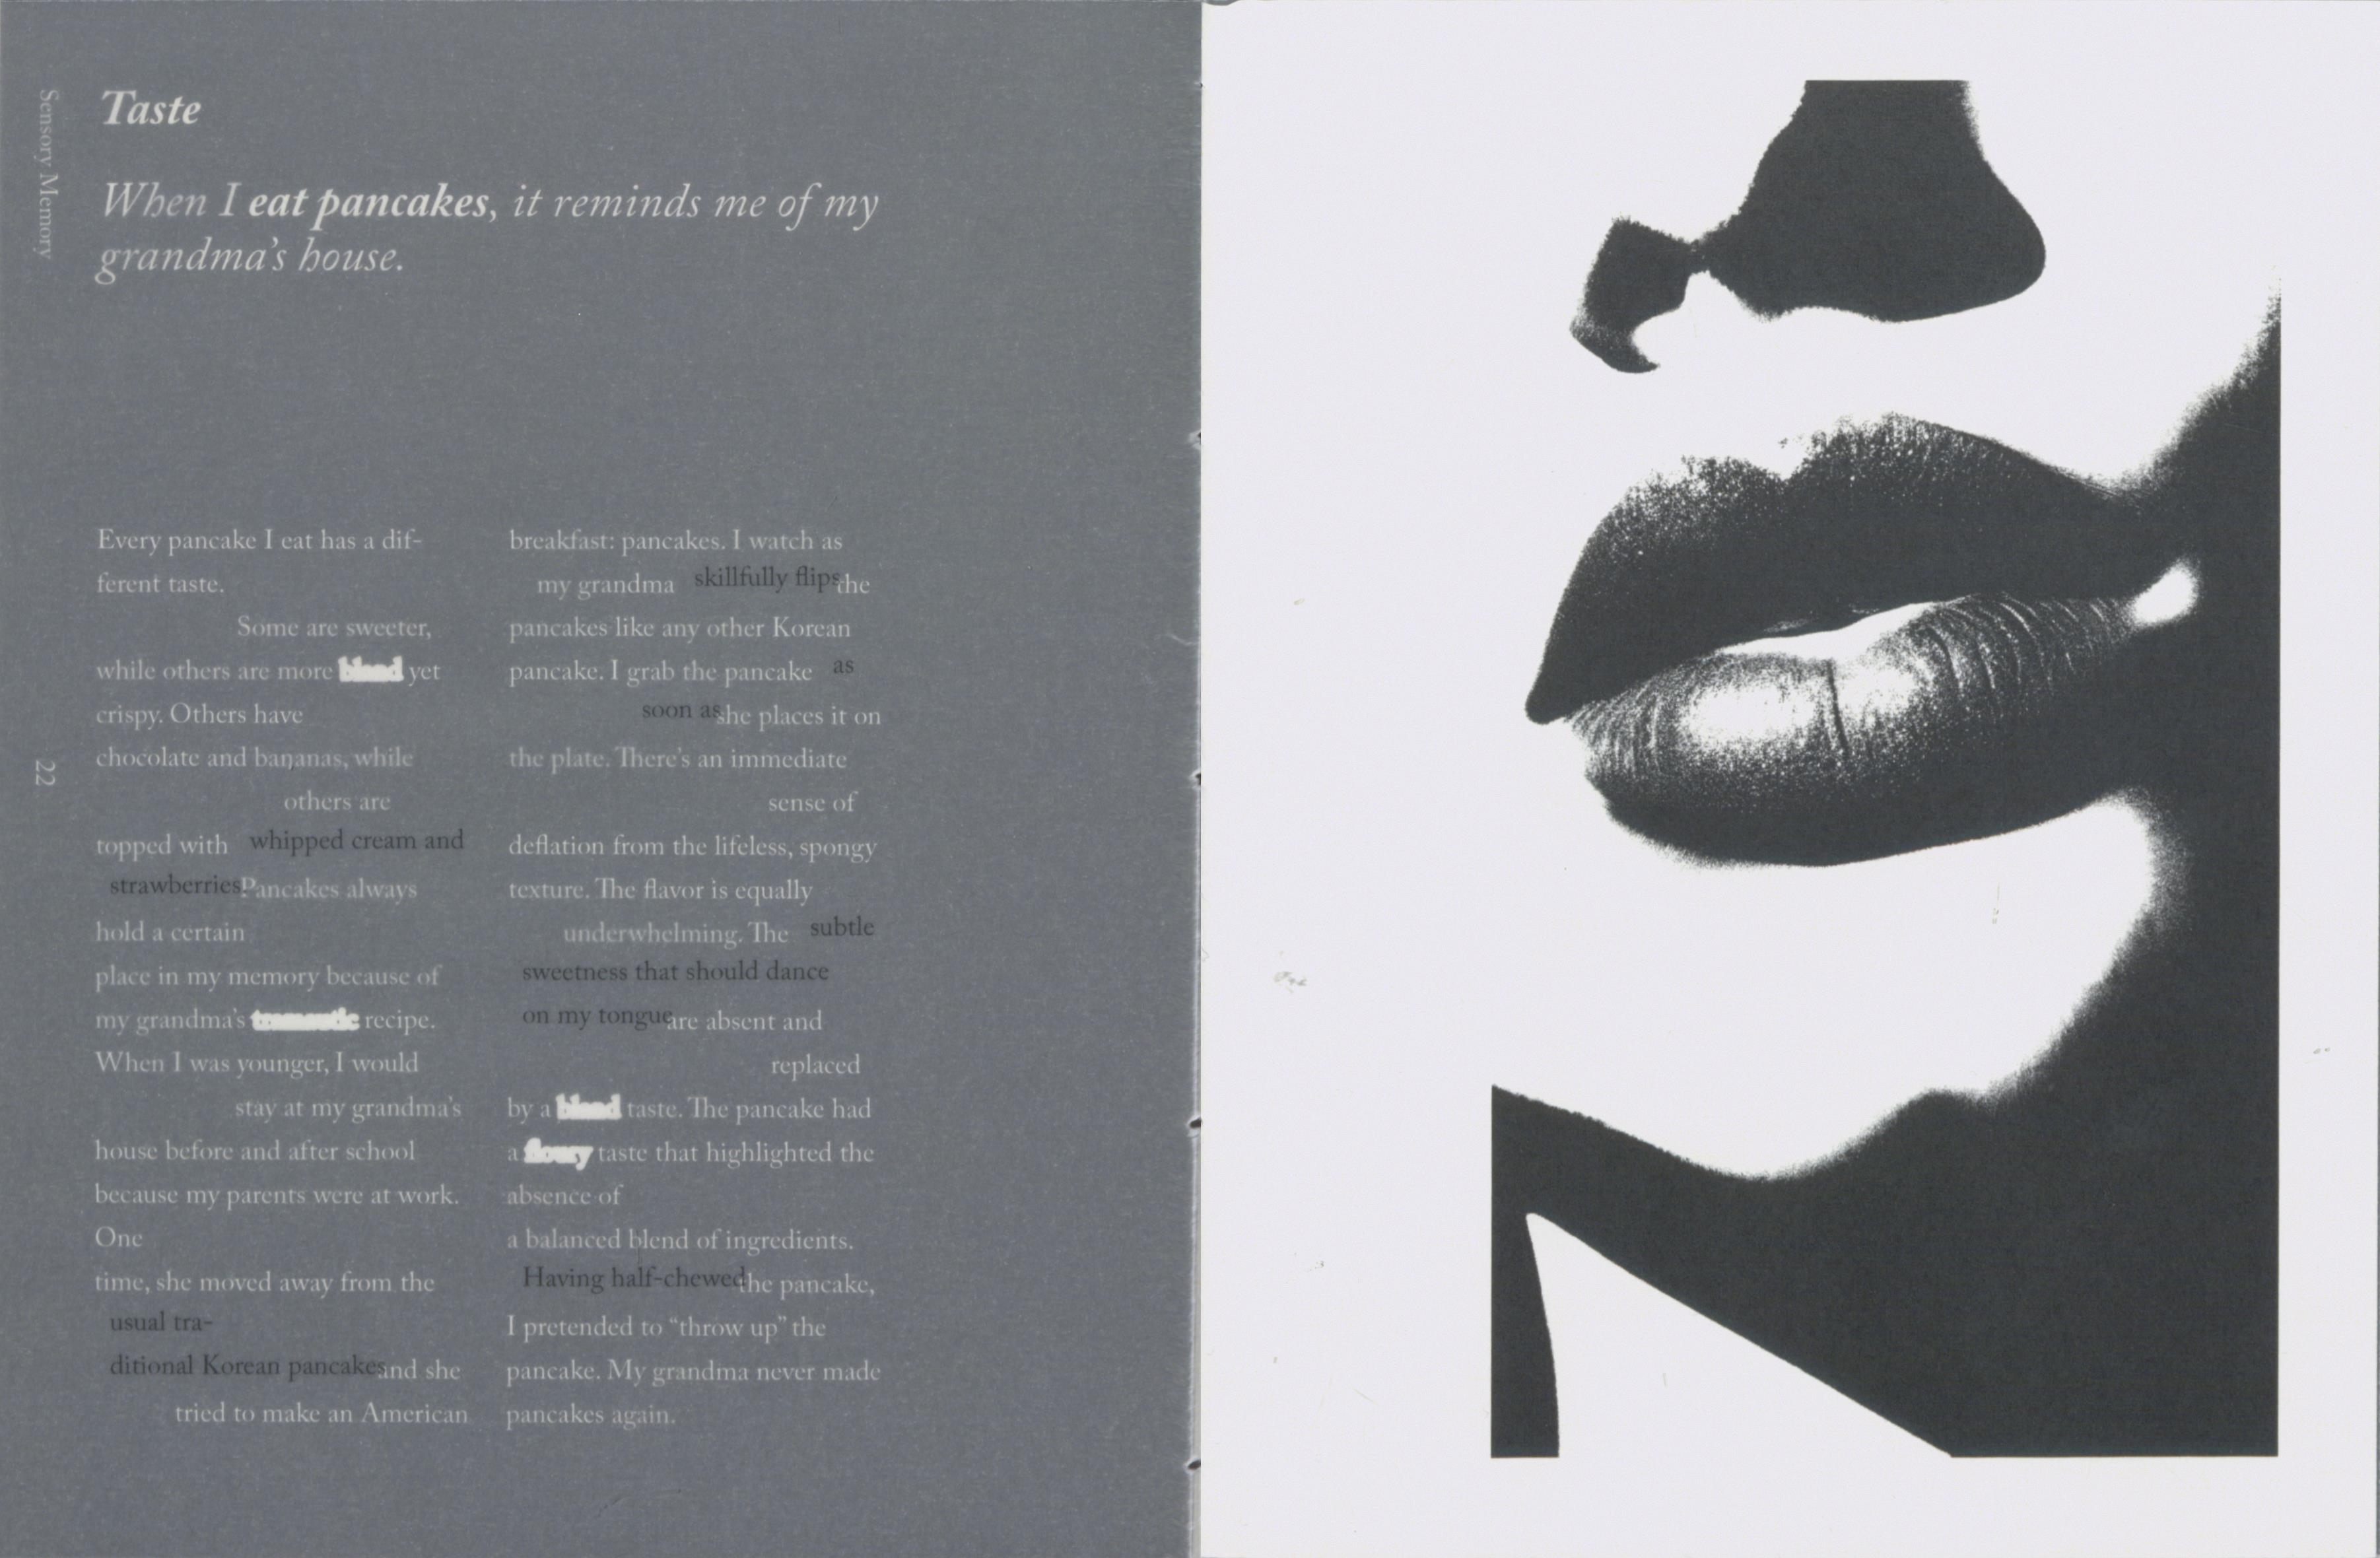 Sensory Memory
Taste
When I eat pancakes, it reminds me of my
grandma's house.
Every pancake I eat has a dif-
ferent taste.
Some are sweeter,
while others are more bland yet
crispy. Others have
chocolate and bananas, while
others are
topped with whipped cream and
strawberries. Pancakes always
hold a certain
place in my memory because of
my grandma's recipe.
When I was younger, I would
stay at my grandma's
house before and after school
because my parents were at work.
One
time, she moved away from the
usual tra-
ditional Korean pancakes and she
tried to make an American
breakfast: pancakes. I watch as
my grandma skillfully flips the
pancakes like any other Korean
pancake. I grab the pancake as
soon as she places it on
the plate. There's an immediate
sense of
deflation from the lifeless, spongy
texture. The flavor is equally
underwhelming. The subtle
sweetness that should dance
on my tongue are absent and
replaced
by a bland taste. The pancake had
a floury taste that highlighted the
absence of
a balanced blend of ingredients.
Having half-chewed the pancake,
I pretended to “throw up” the
pancake. My grandma never made
pancakes again.
22